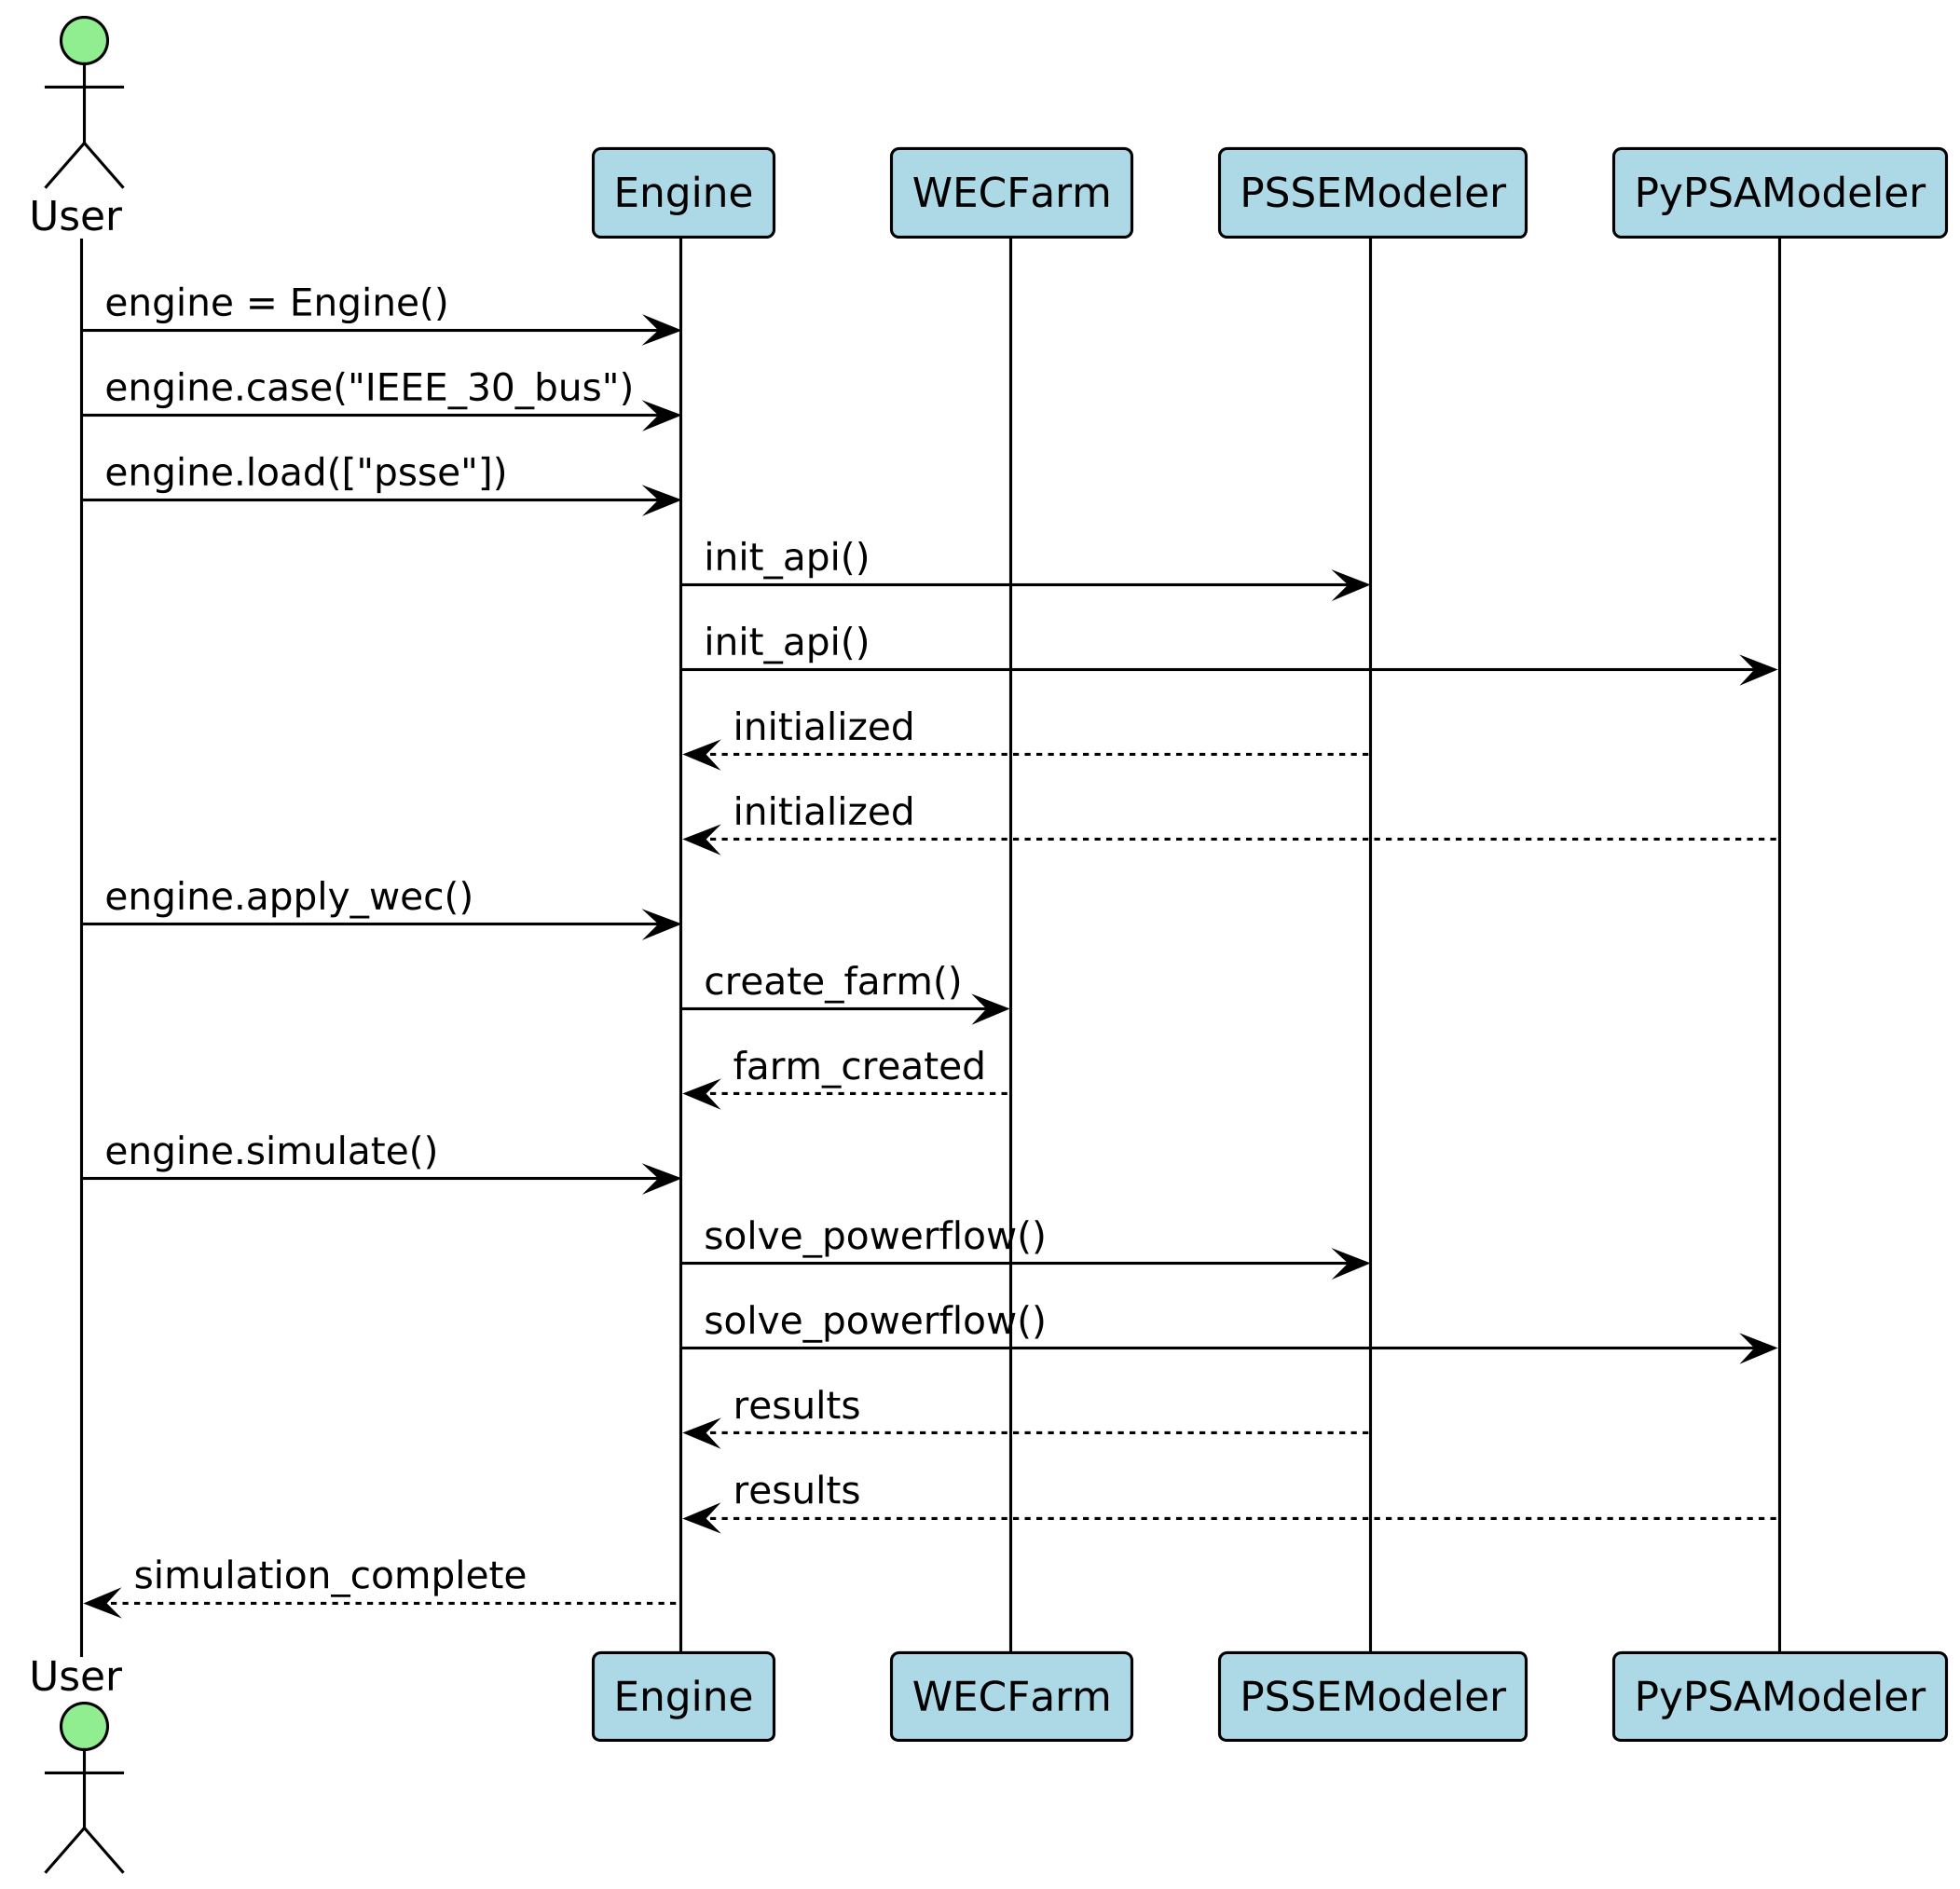 User
Engine
WECFarm
PSSEModeler
PyPSAModeler
engine = Engine()
engine.case("IEEE_30_bus")
engine.load(["psse"])
init_api()
init_api()
initialized
initialized
engine.apply_wec()
create_farm()
farm_created
engine.simulate()
solve_powerflow()
solve_powerflow()
results
results
simulation_complete
User
Engine
WECFarm
PSSEModeler
PyPSAModeler